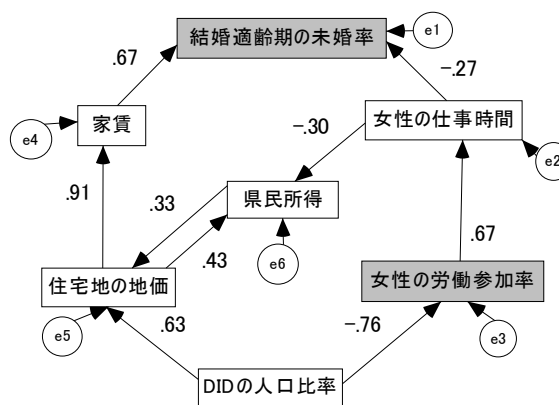 結婚適齢期の未婚率
e1
.67
-.27
家賃
e4
女性の仕事時間
e2
-.30
.91
.33
県民所得
.43
e6
.67
住宅地の地価
女性の労働参加率
e5
.63
-.76
e3
DIDの人口比率